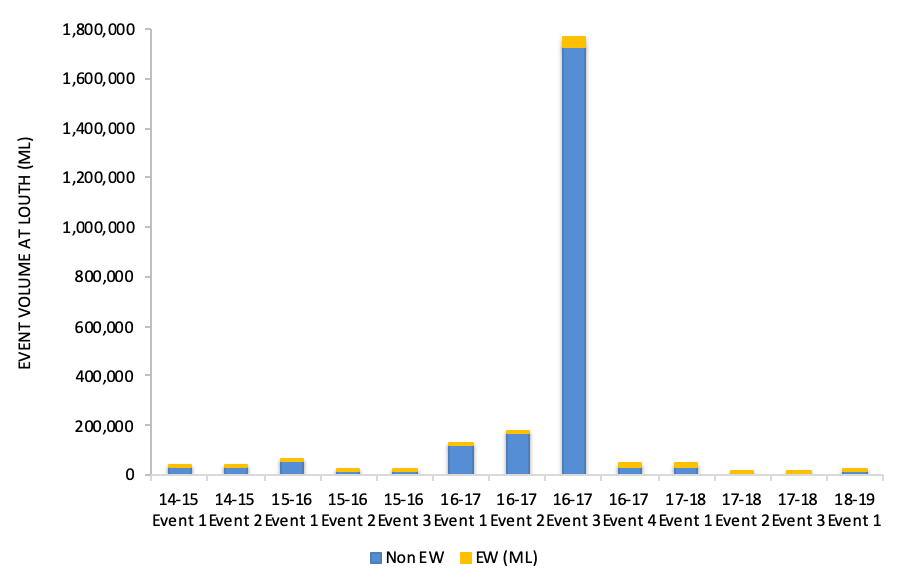 EVENT VOLUME AT LOUTH (ML)
1,800,000
1,600,000
1,400,000
1,200,000
1,000,000
800,000
600,000
400,000
200,000
0
14-15 15-16 15-16 15-16 16-17 16-17 16-17 16-17 17-18 17-18 17-18 18-19
Event 1 Event 2 Event 1 Event 2 Event 3 Event 1 Event 2 Event 3 Event 4 Event 1 Event 2 Event 3 Event 1
Non EW EW (ML)